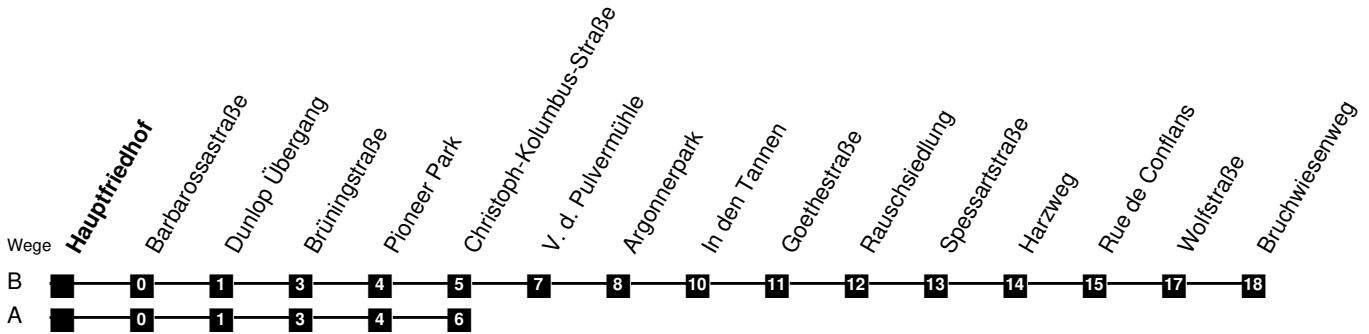 Wege
Hauptfriedhof
Barbarossastraße
Dunlop Übergang
Brüningstraße
Pioneer Park
Christoph-Kolumbus-Straße
V. d. Pulvermühle
Argonnerpark
In den Tannen
Goethestraße
Rauschsiedlung
Spessartstraße
Harzweg
Rue de Conflans
Wolfstraße
Bruchwiesenweg
B 0 1 3 4 5 7 8 10 11 12 13 14 15 17 18
A 0 1 3 4 6